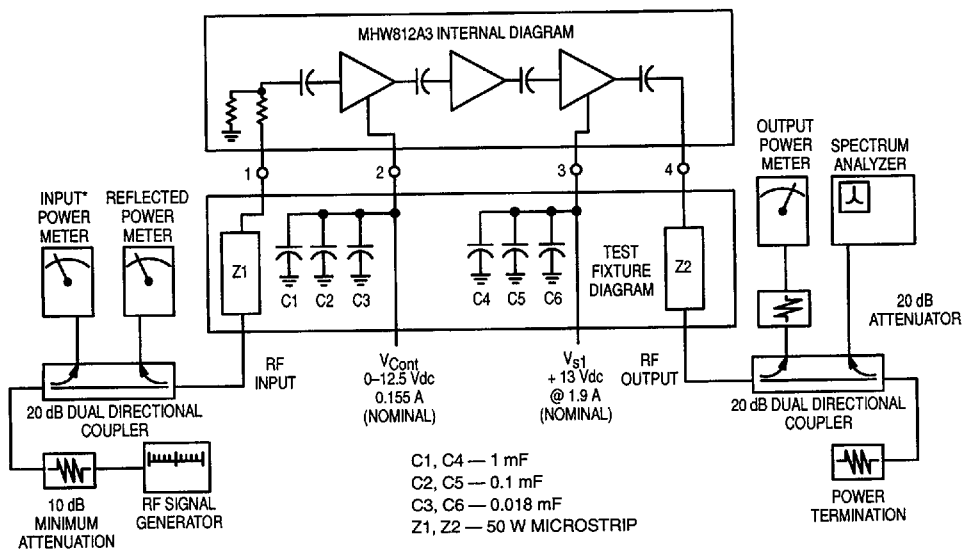 MHW812A3 INTERNAL DIAGRAM
1
2
3
4
OUTPUT
POWER
METER
SPECTRUM
ANALYZER
INPUT*
POWER
METER
REFLECTED
POWER
METER
Z1
C1
C2
C3
C4
C5
C6
TEST
FIXTURE
DIAGRAM
Z2
20 dB
ATTENUATOR
RF
INPUT
VCont
0–12.5 Vdc
0.155 A
(NOMINAL)
Vs1
+ 13 Vdc
@ 1.9 A
(NOMINAL)
RF
OUTPUT
20 dB DUAL DIRECTIONAL
COUPLER
20 dB DUAL DIRECTIONAL
COUPLER
10 dB
MINIMUM
ATTENUATION
RF SIGNAL
GENERATOR
C1, C4 — 1 mF
C2, C5 — 0.1 mF
C3, C6 — 0.018 mF
Z1, Z2 — 50 W MICROSTRIP
POWER
TERMINATION